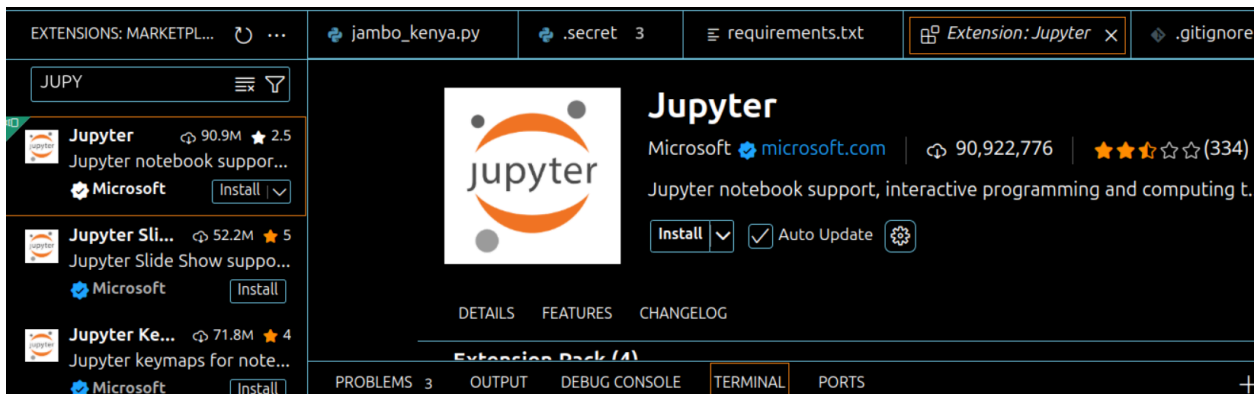 EXTENSIONS: MARKETPL...
jambo_kenya.py
.secret 3
requirements.txt
Extension: Jupyter
.gitignore
JUPY
Jupyter 90.9M 2.5
Jupyter notebook suppor...
Microsoft Install
Jupyter Sli... 52.2M 5
Jupyter Slide Show suppo...
Microsoft Install
Jupyter Ke... 71.8M 4
Jupyter keymaps for note...
Microsoft Install
jupyter
Jupyter
Microsoft microsoft.com 90,922,776 (334)
Jupyter notebook support, interactive programming and computing t.
Install Auto Update
DETAILS FEATURES CHANGELOG
Extension Pack (4)
PROBLEMS 3 OUTPUT DEBUG CONSOLE TERMINAL PORTS